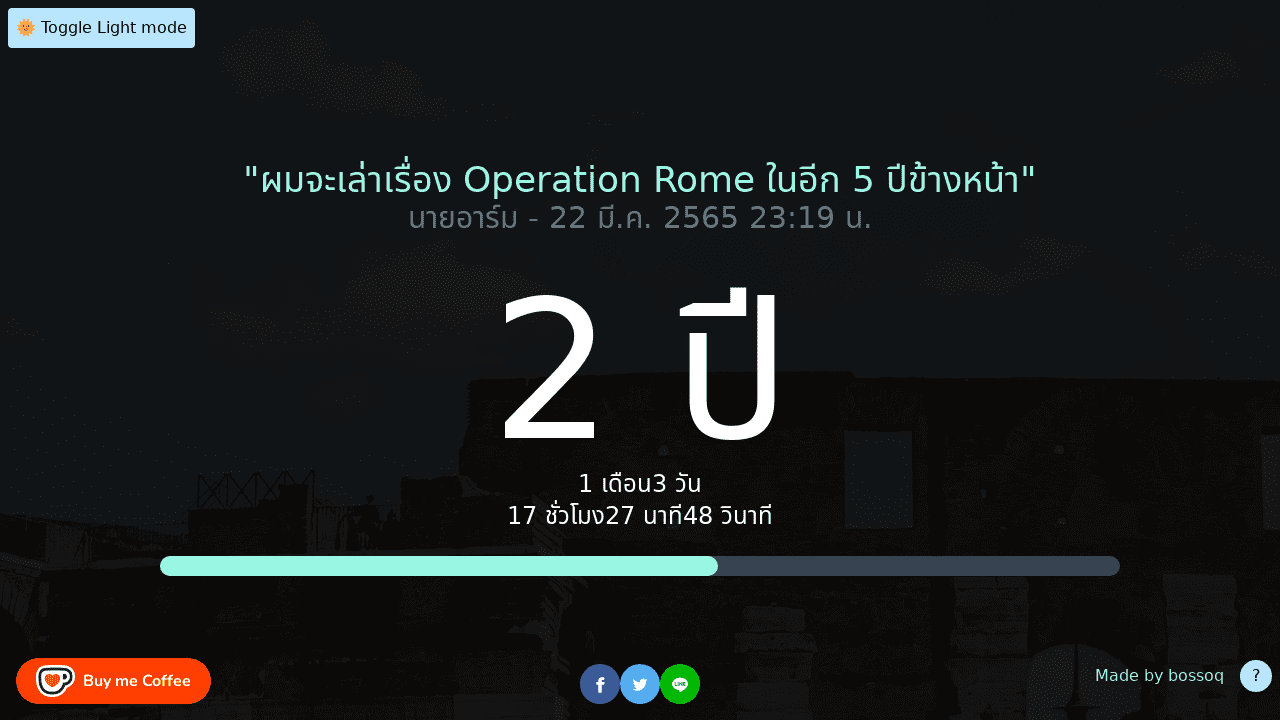 Toggle Light mode
"ผมจะเล่าเรื่อง Operation Rome ในอีก 5 ปีข้างหน้า"
นายอาร์ม - 22 มี.ค. 2565 23:19 น.
2 ปี
1 เดือน3 วัน
17 ชั่วโมง27 นาที48 วินาที
Buy me Coffee
LINE
Made by bossoq
?